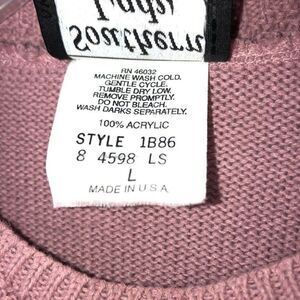 Southern
Lady
RN 46032
MACHINE WASH COLD.
GENTLE CYCLE.
TUMBLE DRY LOW.
REMOVE PROMPTLY.
DO NOT BLEACH.
WASH DARKS SEPARATELY.
100% ACRYLIC
STYLE 1B86
8 4598 LS
L
MADE IN U.S.A.